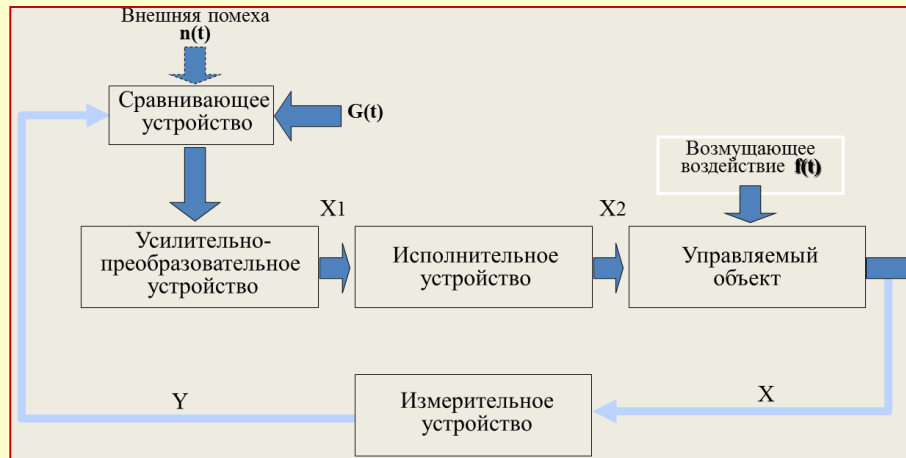 Внешняя помеха
n(t)
Сравнивающее
устройство
G(t)
Возмущающее
воздействие f(t)
X1
X2
Усилительно-
преобразовательное
устройство
Исполнительное
устройство
Управляемый
объект
Y
Измерительное
устройство
X